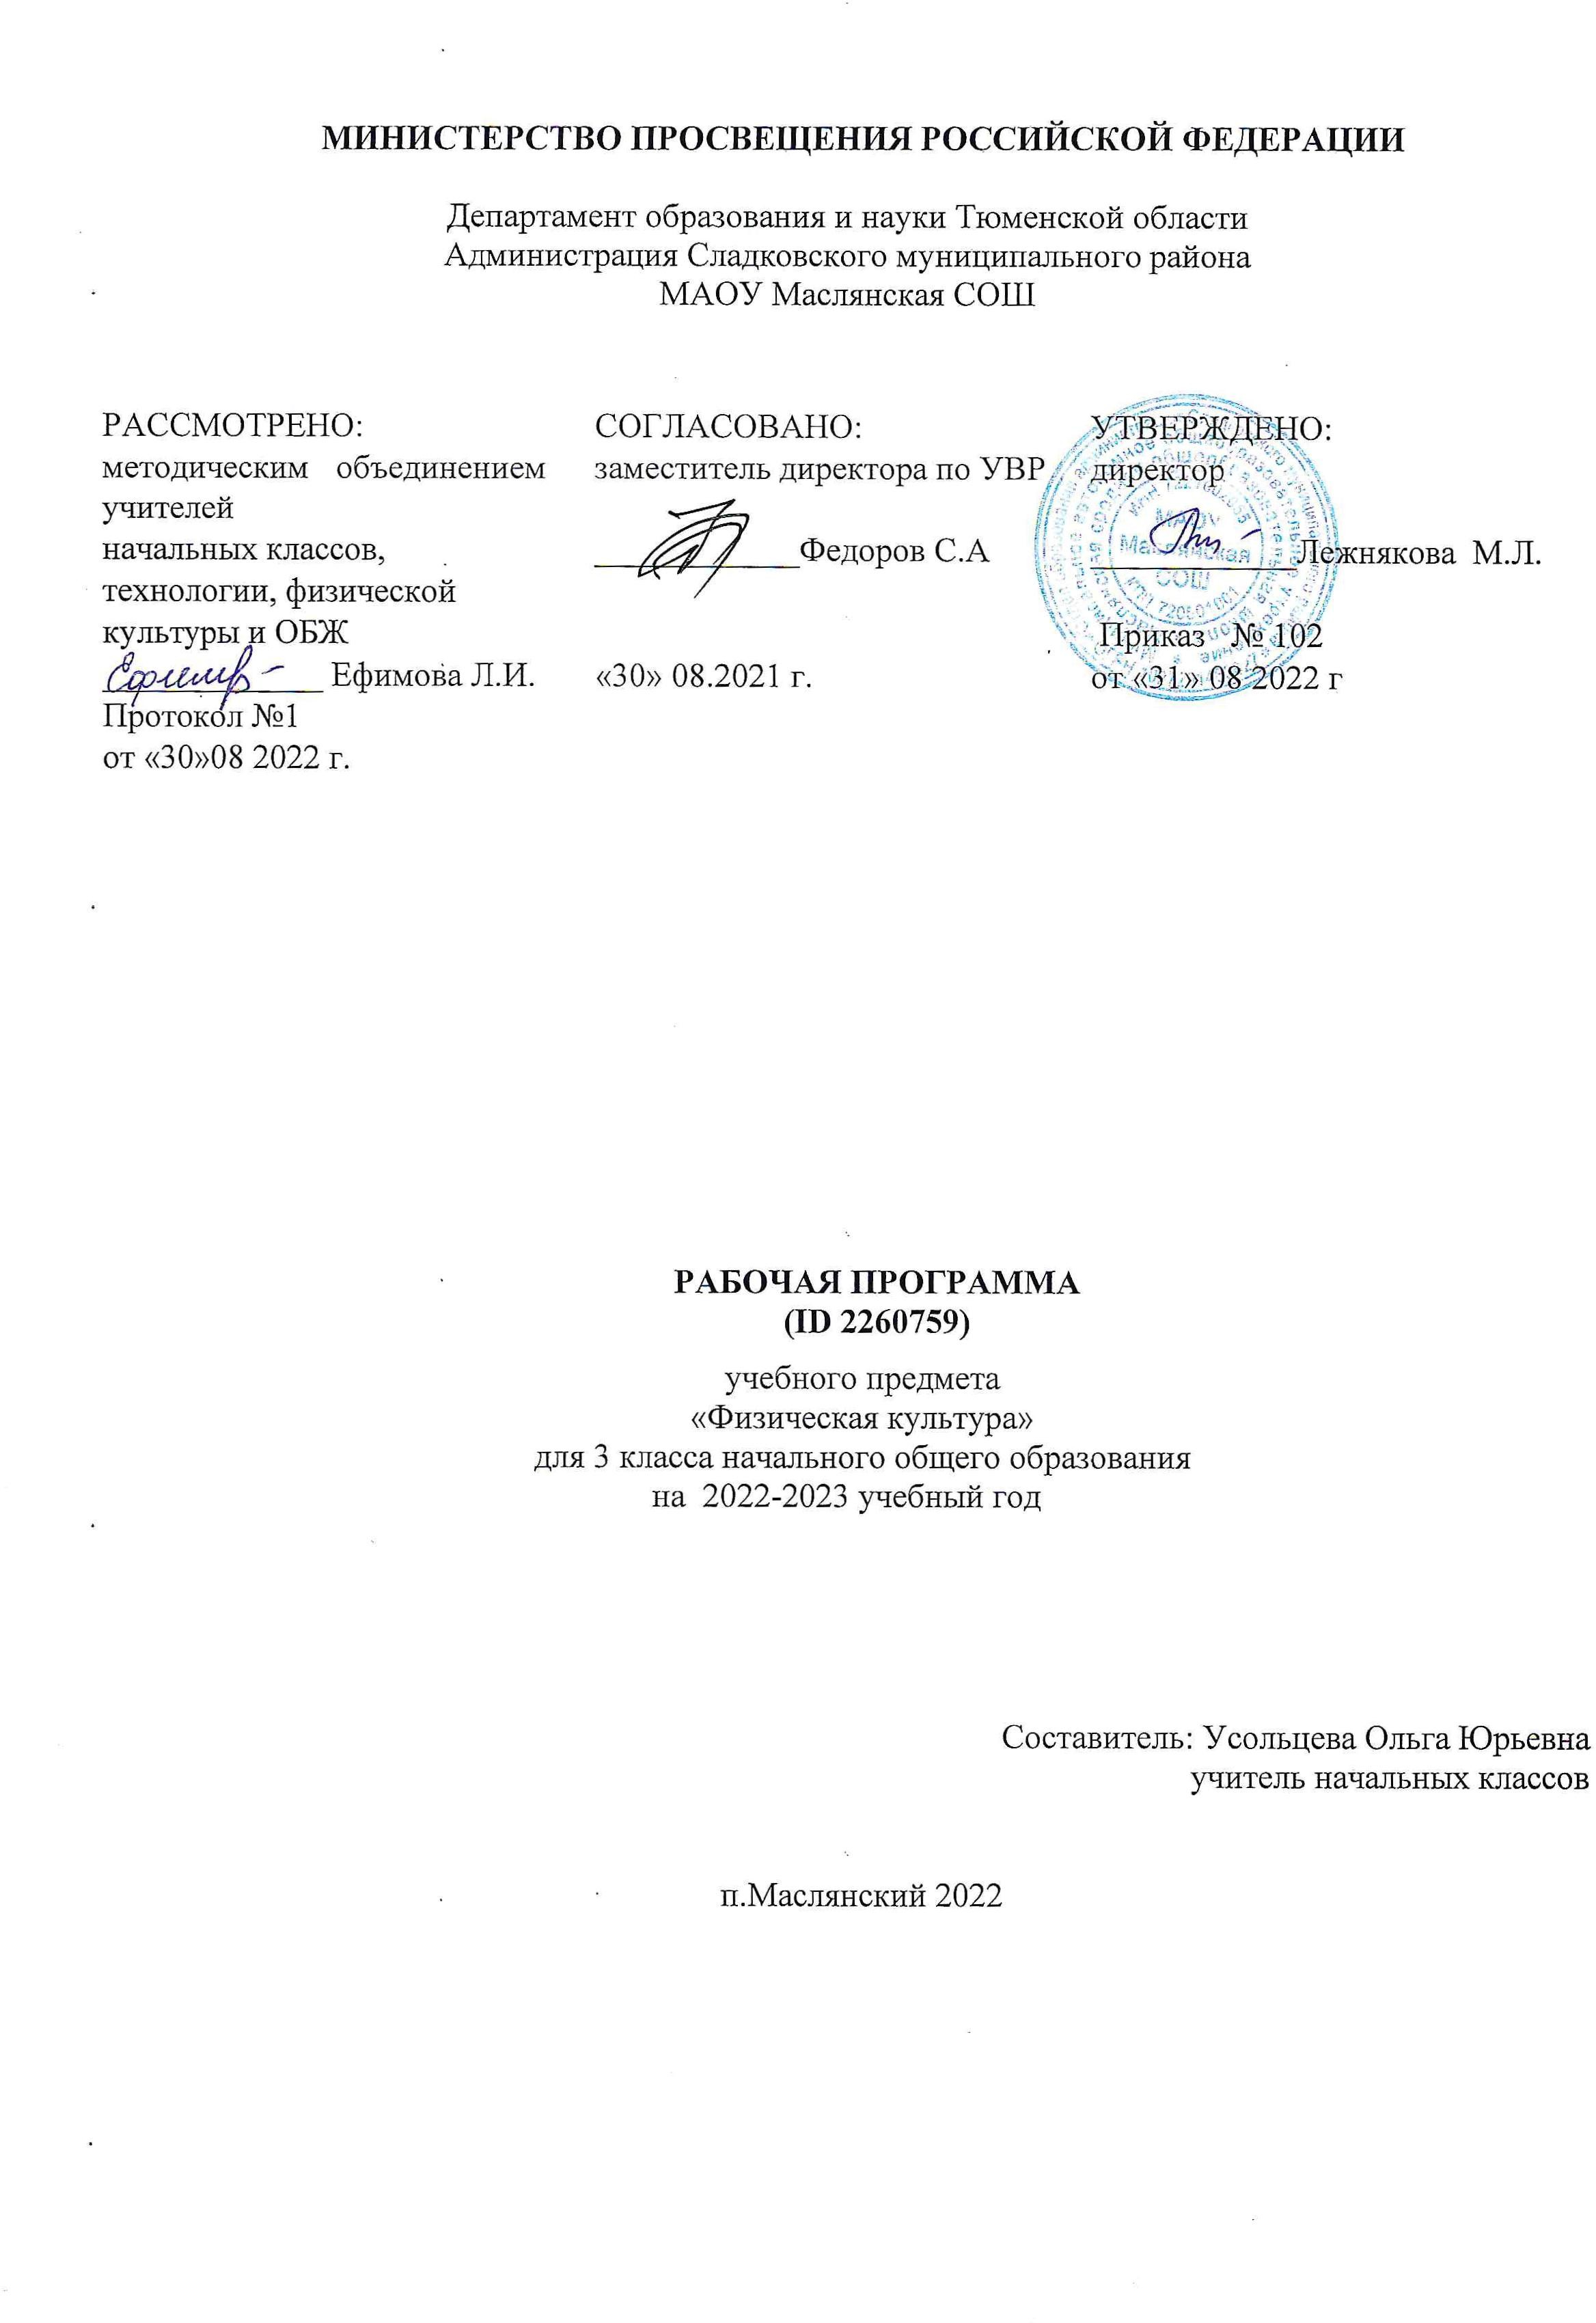 МИНИСТЕРСТВО ПРОСВЕЩЕНИЯ РОССИЙСКОЙ ФЕДЕРАЦИИ
Департамент образования и науки Тюменской области
Администрация Сладковского муниципального района
МАОУ Маслянская СОШ
РАССМОТРЕНО:
методическим объединением
учителей
начальных классов,
технологии, физической
культуры и ОБЖ
Ефимова Л.И.
Протокол №1
от «30»08 2022 г.
СОГЛАСОВАНО:
заместитель директора по УВР
Федоров С.А
«30» 08.2021 г.
УТВЕРЖДЕНО:
директор
Лежнякова М.Л.
Приказ № 102
от «31» 08 2022 г
МАОУ
Маслянская
СОШ
РАБОЧАЯ ПРОГРАММА
(ID 2260759)
учебного предмета
«Физическая культура»
для 3 класса начального общего образования
на 2022-2023 учебный год
Составитель: Усольцева Ольга Юрьевна
учитель начальных классов
п.Маслянский 2022